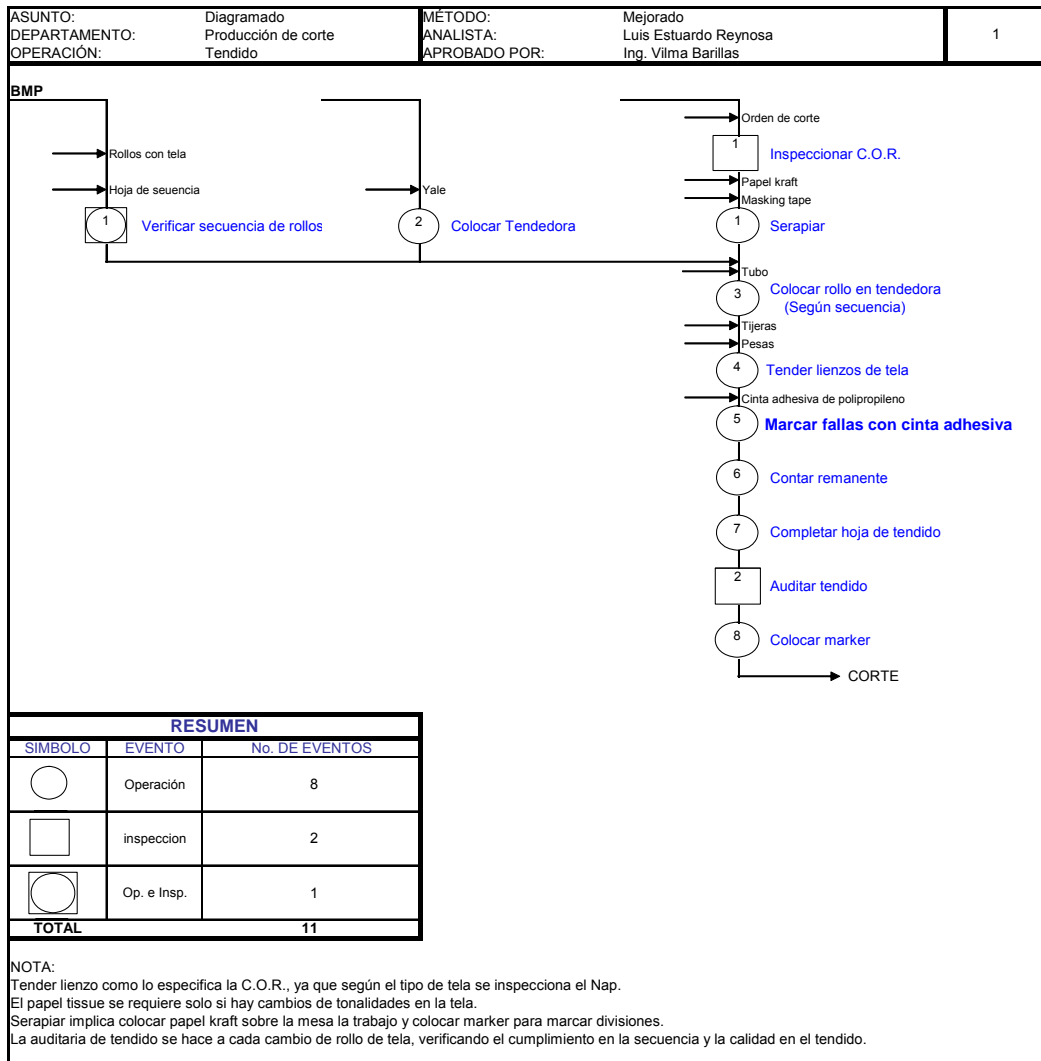 ASUNTO: Diagramado MÉTODO: Mejorado
DEPARTAMENTO: Producción de corte ANALISTA: Luis Estuardo Reynosa 1
OPERACIÓN: Tendido APROBADO POR: Ing. Vilma Barillas
BMP
Rollos con tela
Hoja de seuencia
1 Verificar secuencia de rollos
Yale
2 Colocar Tendedora
Orden de corte
1 Inspeccionar C.O.R.
Papel kraft
Masking tape
1 Serapiar
Tubo
3 Colocar rollo en tendedora
(Según secuencia)
Tijeras
Pesas
4 Tender lienzos de tela
Cinta adhesiva de polipropileno
5 Marcar fallas con cinta adhesiva
6 Contar remanente
7 Completar hoja de tendido
2 Auditar tendido
8 Colocar marker
CORTE
RESUMEN
SIMBOLO EVENTO No. DE EVENTOS
Operación 8
inspeccion 2
Op. e Insp. 1
TOTAL 11
NOTA:
Tender lienzo como lo especifica la C.O.R., ya que según el tipo de tela se inspecciona el Nap.
El papel tissue se requiere solo si hay cambios de tonalidades en la tela.
Serapiar implica colocar papel kraft sobre la mesa la trabajo y colocar marker para marcar divisiones.
La auditaria de tendido se hace a cada cambio de rollo de tela, verificando el cumplimiento en la secuencia y la calidad en el tendido.